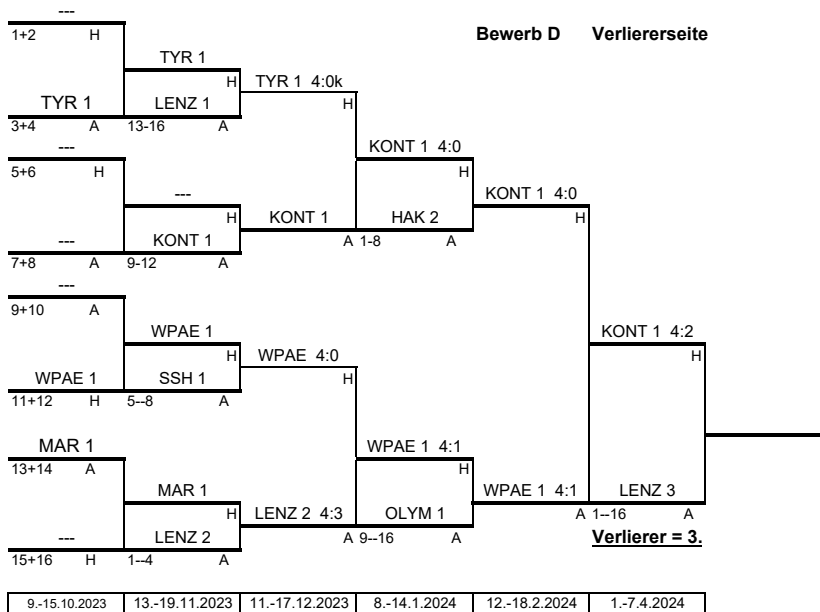 ---
Bewerb D Verliererseite
1+2 H
TYR 1
H TYR 1 4:0k
TYR 1 LENZ 1 H
3+4 A 13-16 A
---
KONT 1 4:0
5+6 H H
--- KONT 1 4:0
H KONT 1 HAK 2 H
--- KONT 1 A 1-8 A
7+8 A 9-12 A
---
9+10 A
WPAE 1 KONT 1 4:2
H WPAE 4:0 H
WPAE 1 SSH 1 H
11+12 H 5--8 A
MAR 1 WPAE 1 4:1
13+14 A H
MAR 1 WPAE 1 4:1 LENZ 3
H LENZ 2 4:3 OLYM 1 A 1--16 A
--- LENZ 2 A 9--16 A Verlierer = 3.
15+16 H 1--4 A
9.-15.10.2023 13.-19.11.2023 11.-17.12.2023 8.-14.1.2024 12.-18.2.2024 1.-7.4.2024